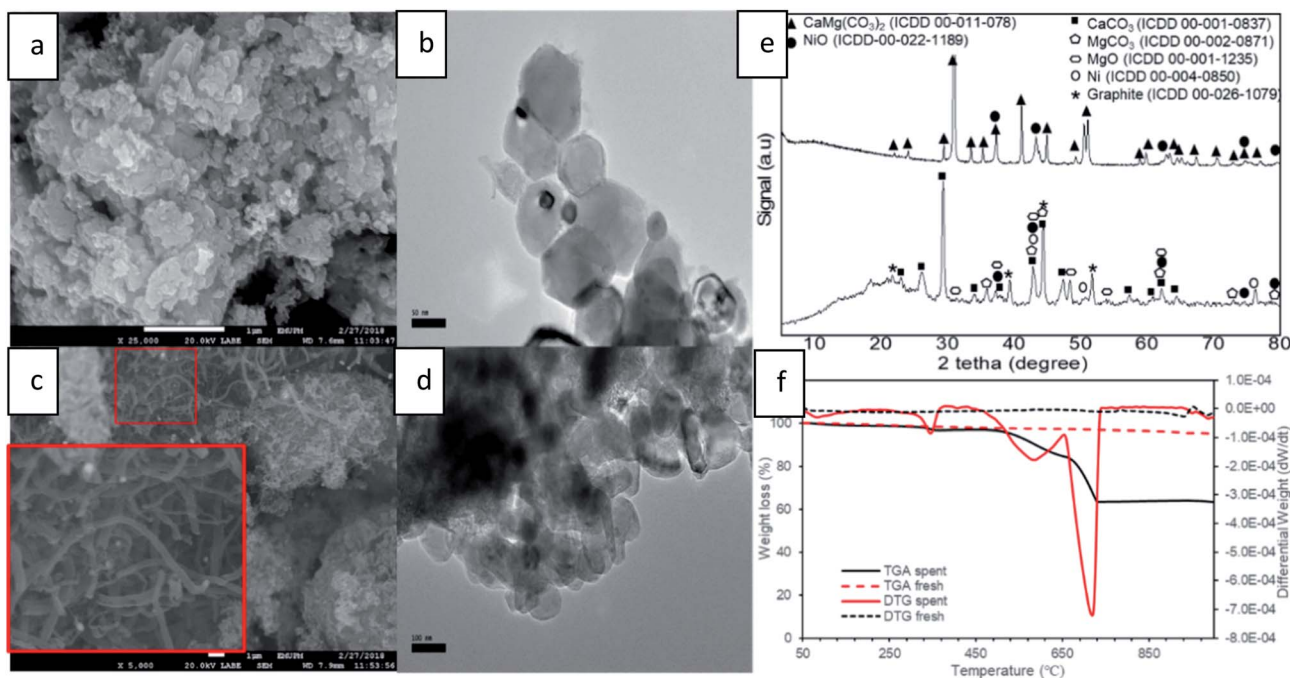 a
X 25,000 20.0kV LABE SEM
1μm EMUPM 2/27/2018
WD 7.6mm 11:03:47
b
50 nm
c
X 5,000 20.0kV LABE SEM
1μm EMUPM 2/27/2018
WD 7.9mm 11:53:56
d
100 nm
e
▲ CaMg(CO₃)₂ (ICDD 00-011-078)
● NiO (ICDD-00-022-1189)
■ CaCO₃ (ICDD 00-001-0837)
MgCO₃ (ICDD 00-002-0871)
MgO (ICDD 00-001-1235)
Ni (ICDD 00-004-0850)
* Graphite (ICDD 00-026-1079)
Signal (a.u)
10 20 30 40 50 60 70 80
2 tetha (degree)
f
Weight loss (%)
100
80
60
40
20
0
TGA spent
TGA fresh
DTG spent
DTG fresh
50 250 450 650 850
Temperature (°C)
1.0E-04
0.0E+00
-1.0E-04
-2.0E-04
-3.0E-04
-4.0E-04
-5.0E-04
-6.0E-04
-7.0E-04
-8.0E-04
Differential Weight (dW/dt)